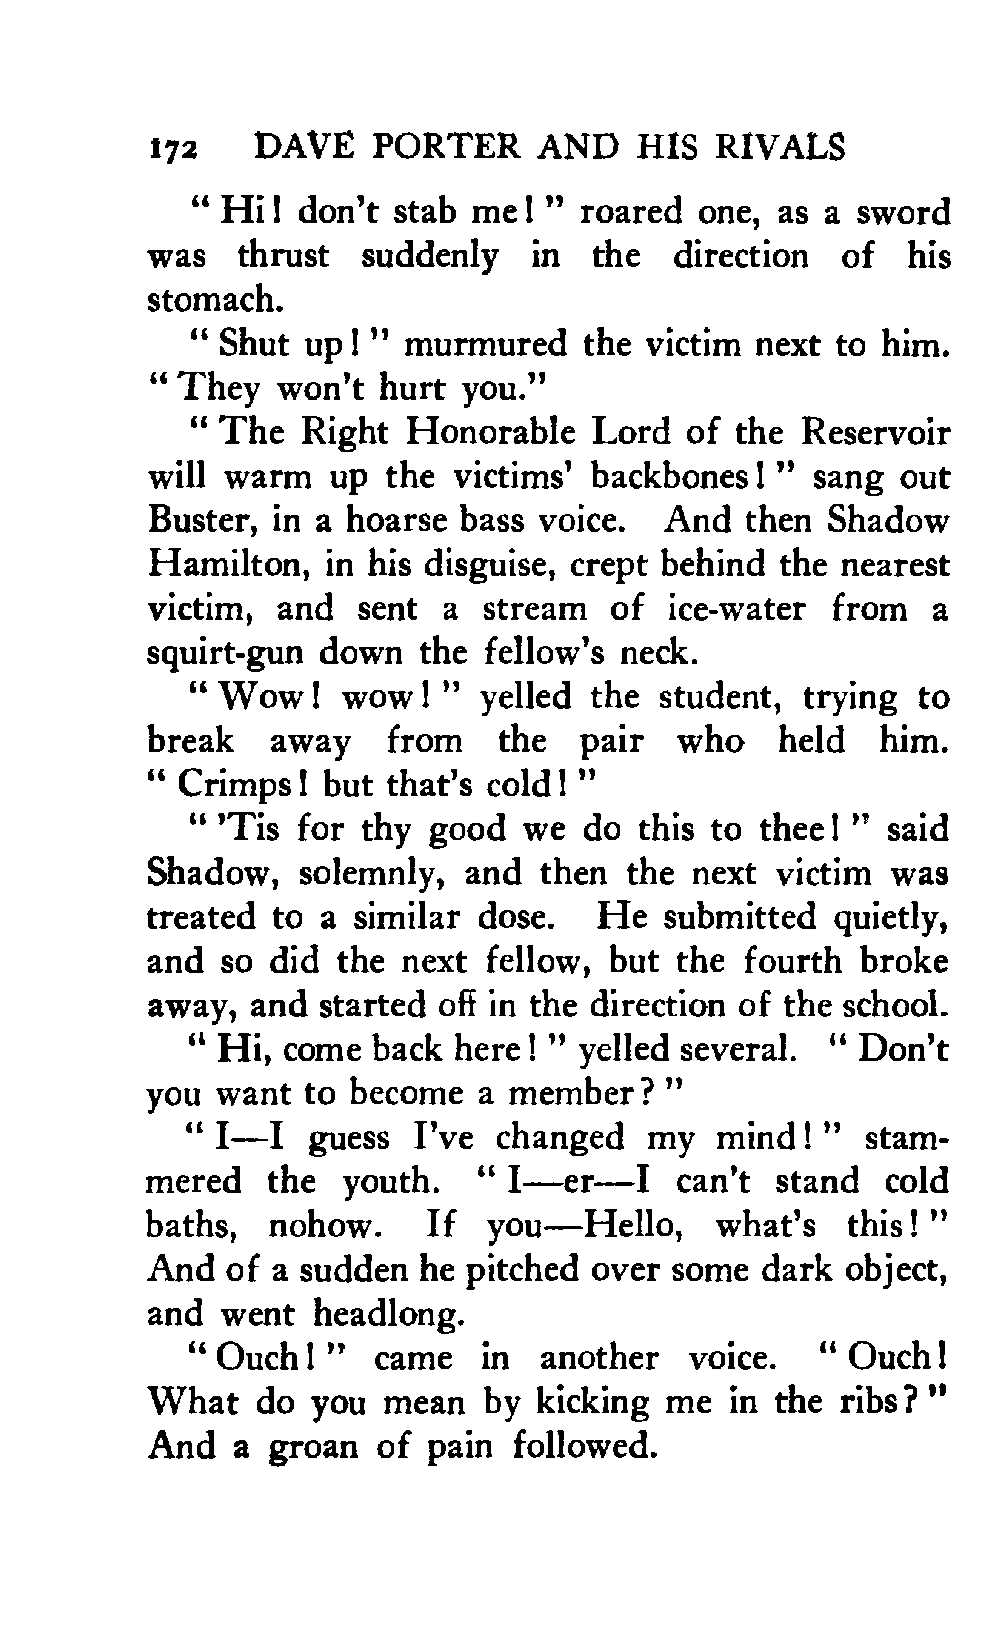 172 DAVE PORTER AND HIS RIVALS
" Hi! don't stab me! " roared one, as a sword
was thrust suddenly in the direction of his
stomach.
" Shut up! " murmured the victim next to him.
" They won't hurt you."
" The Right Honorable Lord of the Reservoir
will warm up the victims' backbones! " sang out
Buster, in a hoarse bass voice. And then Shadow
Hamilton, in his disguise, crept behind the nearest
victim, and sent a stream of ice-water from a
squirt-gun down the fellow's neck.
" Wow! wow! " yelled the student, trying to
break away from the pair who held him.
" Crimps! but that's cold! "
" 'Tis for thy good we do this to thee! " said
Shadow, solemnly, and then the next victim was
treated to a similar dose. He submitted quietly,
and so did the next fellow, but the fourth broke
away, and started off in the direction of the school.
" Hi, come back here! " yelled several. " Don't
you want to become a member? "
" I—I guess I've changed my mind! " stam-
mered the youth. " I—er—I can't stand cold
baths, nohow. If you—Hello, what's this! "
And of a sudden he pitched over some dark object,
and went headlong.
" Ouch! " came in another voice. " Ouch!
What do you mean by kicking me in the ribs? "
And a groan of pain followed.